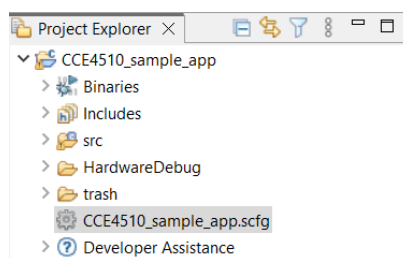 Project Explorer
CCE4510_sample_app
Binaries
Includes
src
HardwareDebug
trash
CCE4510_sample_app.scfg
Developer Assistance